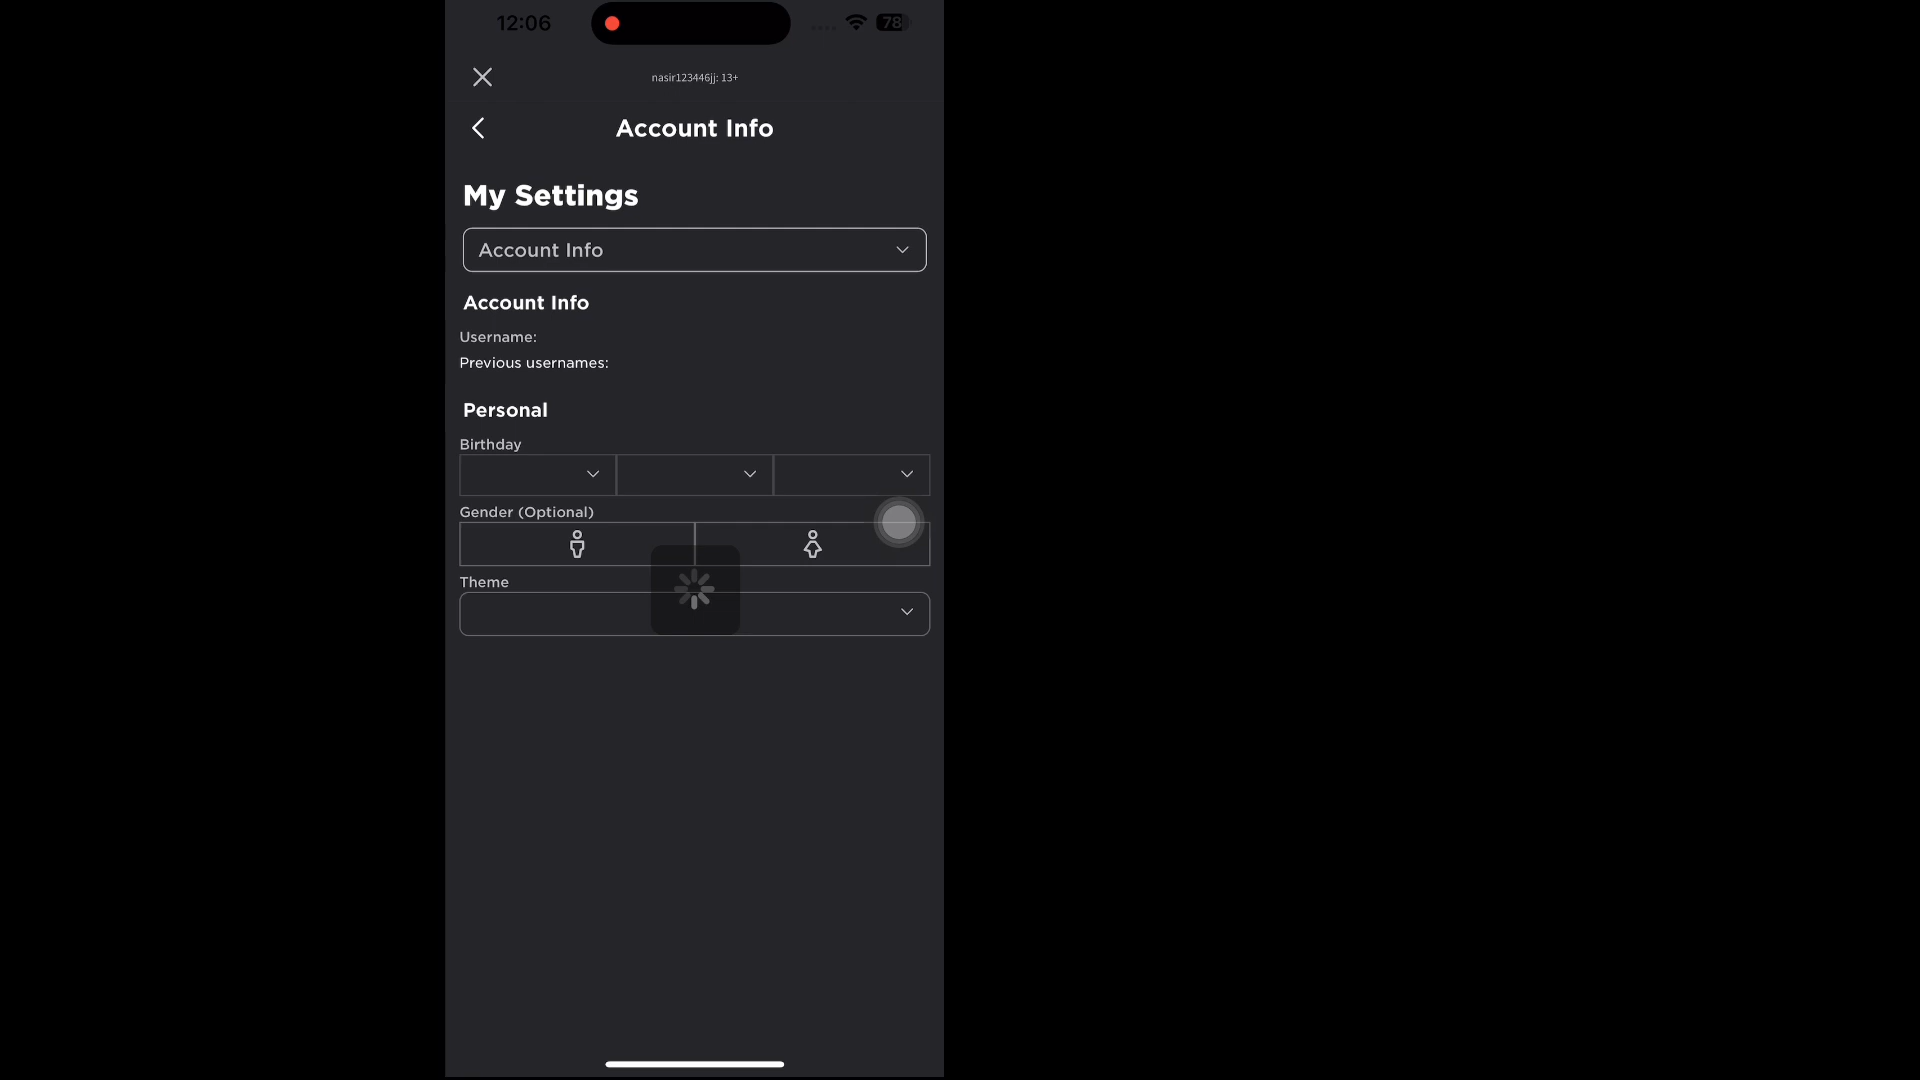 12:06
78
nasir123446jj: 13+
Account Info
My Settings
Account Info
Account Info
Username:
Previous usernames:
Personal
Birthday
Gender (Optional)
Theme